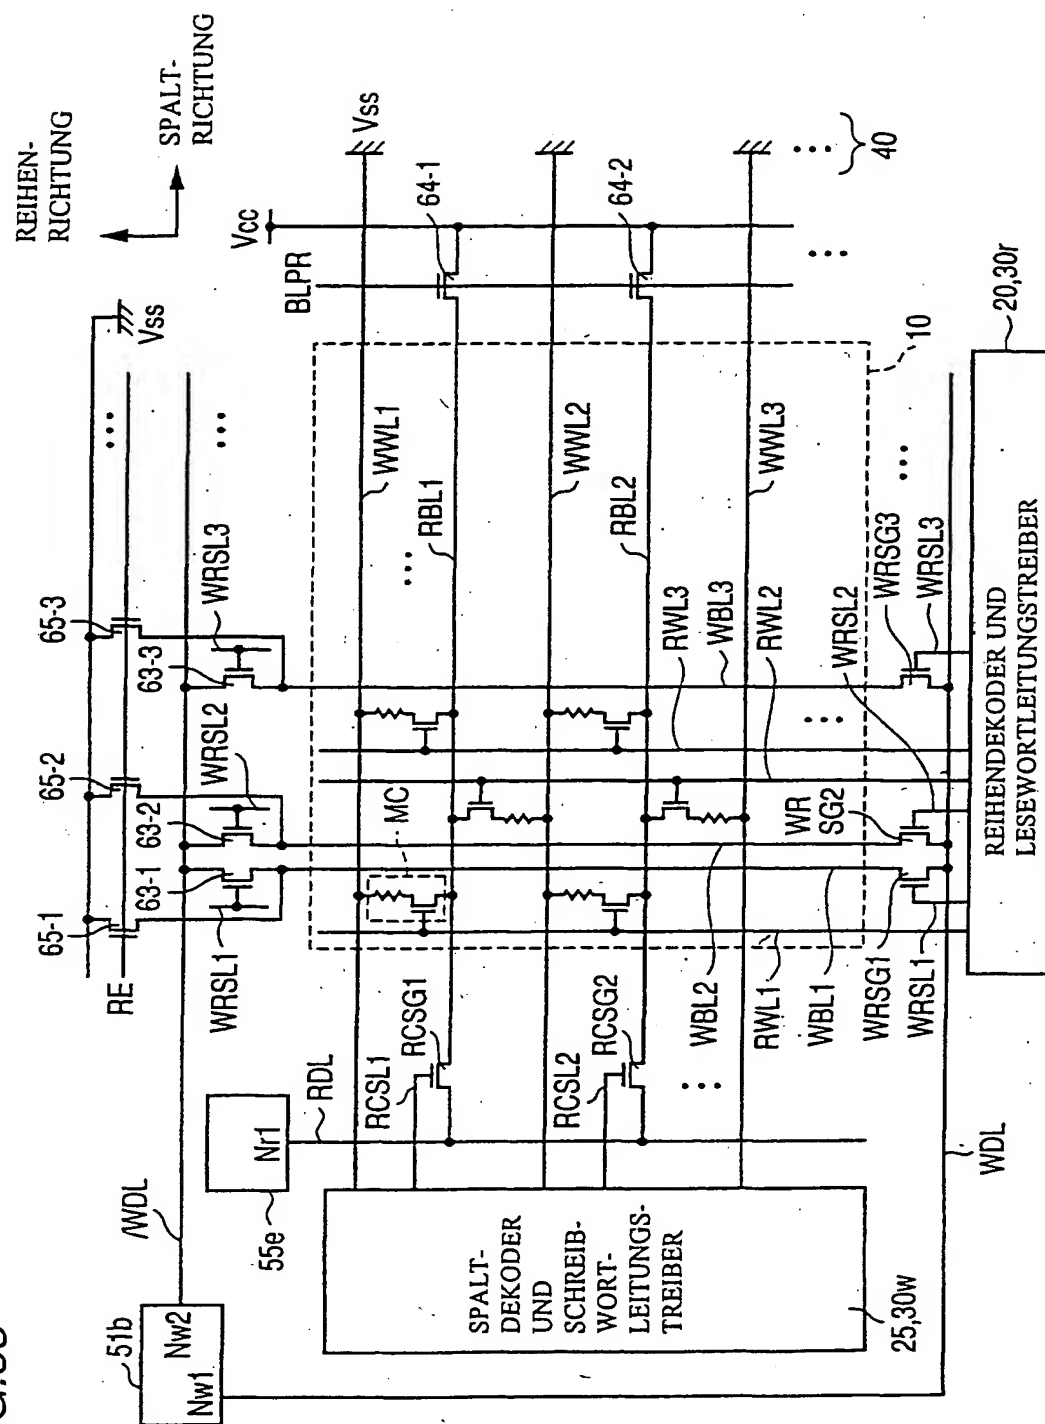 REIHEN-
RICHTUNG
SPALT-
RICHTUNG
65-1
65-2
65-3
RE
Vss
63-1
63-2
63-3
WRSL1
WRSL2
WRSL3
...
...
51b
Nw2
Nw1
/WDL
55e
Nr1
RDL
Vcc
BLPR
MC
WWL1
Vss
RCSL1
RCSG1
RBL1
64-1
...
WWL2
RCSL2
RCSG2
RBL2
64-2
WWL3
...
...
...
40
SPALT-
DEKODER
UND
SCHREIB
WORT-
LEITUNGS-
TREIBER
25,30w
10
RWL3
WBL3
RWL2
WRSL2
WRSG3
WRSL3
...
WBL2
RWL1
WBL1
WRSG1
WRSL1
WR
SG2
WDL
REIHENDEKODER UND
LESEWORTLEITUNGSTREIBER
20,30r